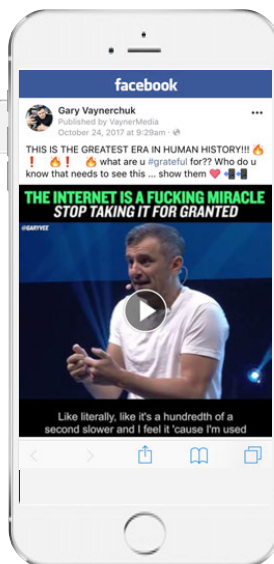 facebook
Gary Vaynerchuk
Published by VaynerMedia
October 24, 2017 at 9:29am ·
THIS IS THE GREATEST ERA IN HUMAN HISTORY!!! 🔥
❗ 🔥❗ 🔥 what are u #grateful for?? Who do u
know that needs to see this ... show them 💖 📲📲
THE INTERNET IS A FUCKING MIRACLE
STOP TAKING IT FOR GRANTED
@GARYVEE
Like literally, like it's a hundredth of a
second slower and I feel it 'cause I'm used